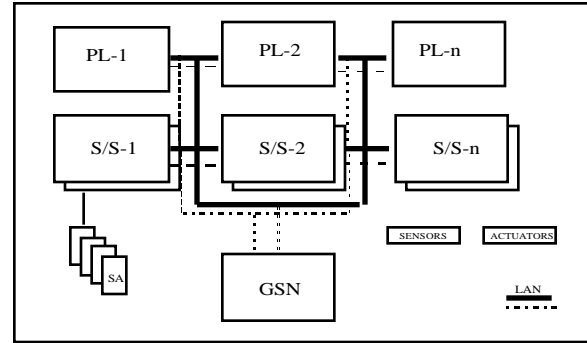 PL-1
PL-2
PL-n
S/S-1
S/S-2
S/S-n
SENSORS
ACTUATORS
SA
GSN
LAN